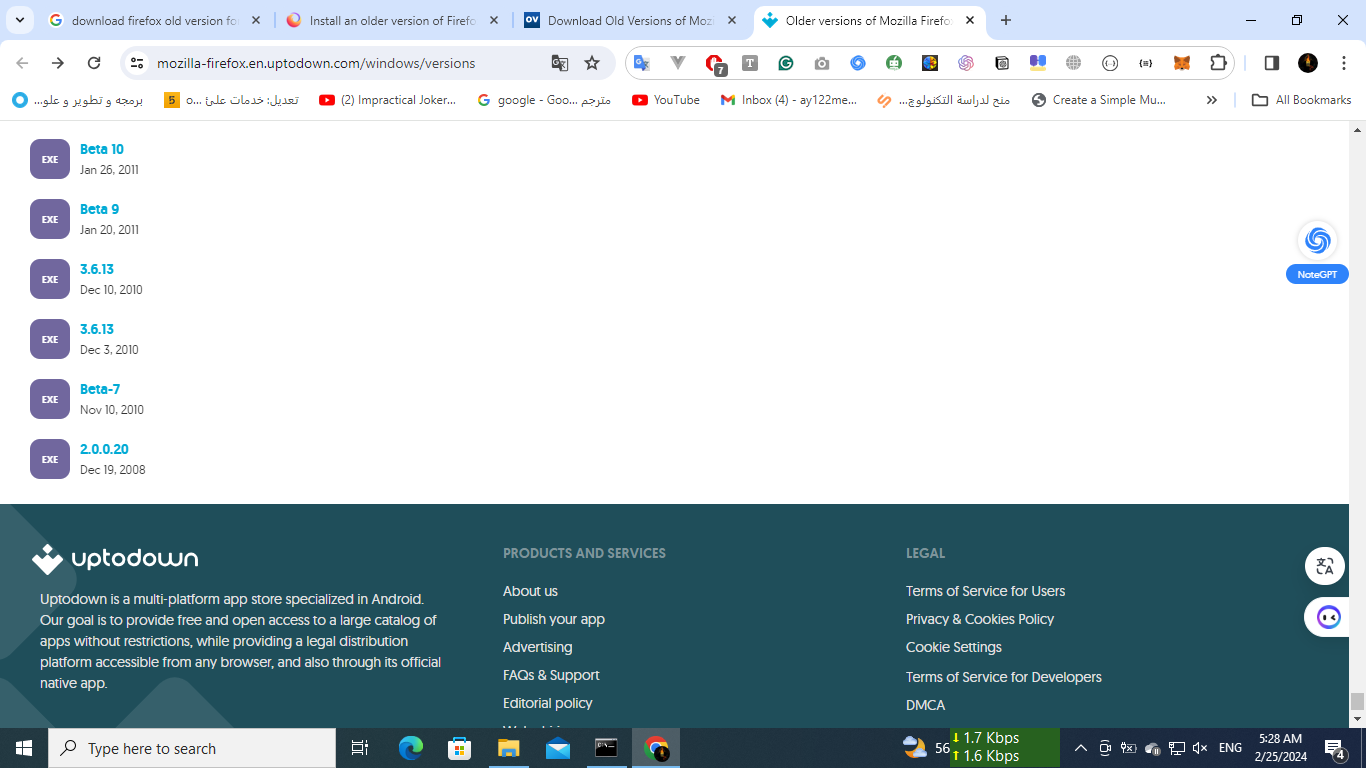 download firefox old version for
Install an older version of Firefo
OV
Download Old Versions of Mozi
Older versions of Mozilla Firefox
mozilla-firefox.en.uptodown.com/windows/versions
7
T
برمجه و تطوير و علو...
5
تعديل: خدمات على o...
(2) Impractical Joker...
مترجم google - Goo...
YouTube
Inbox (4) - ay122me...
منح لدراسة التكنولوج...
Create a Simple Mu...
»
All Bookmarks
EXE
Beta 10
Jan 26, 2011
EXE
Beta 9
Jan 20, 2011
EXE
3.6.13
Dec 10, 2010
EXE
3.6.13
Dec 3, 2010
EXE
Beta-7
Nov 10, 2010
EXE
2.0.0.20
Dec 19, 2008
NoteGPT
uptodown
Uptodown is a multi-platform app store specialized in Android.
Our goal is to provide free and open access to a large catalog of
apps without restrictions, while providing a legal distribution
platform accessible from any browser, and also through its official
native app.
PRODUCTS AND SERVICES
About us
Publish your app
Advertising
FAQs & Support
Editorial policy
LEGAL
Terms of Service for Users
Privacy & Cookies Policy
Cookie Settings
Terms of Service for Developers
DMCA
Type here to search
56
1.7 Kbps
1.6 Kbps
ENG
5:28 AM
2/25/2024
4